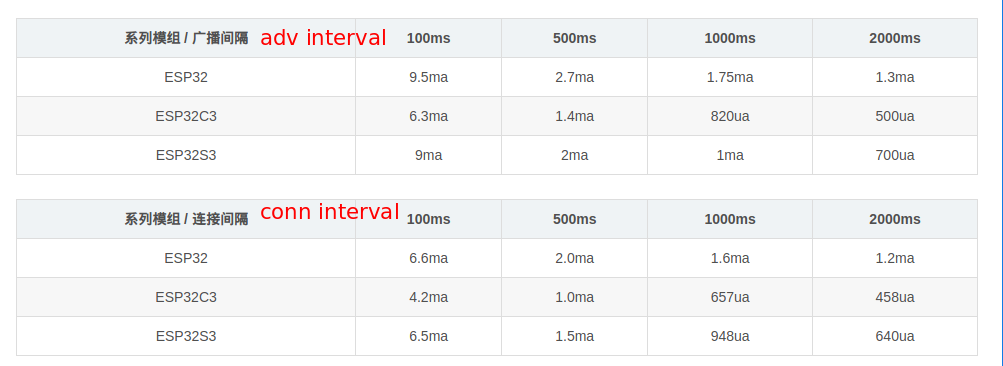 系列模组 / 广播间隔 adv interval 100ms 500ms 1000ms 2000ms
ESP32 9.5ma 2.7ma 1.75ma 1.3ma
ESP32C3 6.3ma 1.4ma 820ua 500ua
ESP32S3 9ma 2ma 1ma 700ua
系列模组 / 连接间隔 conn interval 100ms 500ms 1000ms 2000ms
ESP32 6.6ma 2.0ma 1.6ma 1.2ma
ESP32C3 4.2ma 1.0ma 657ua 458ua
ESP32S3 6.5ma 1.5ma 948ua 640ua